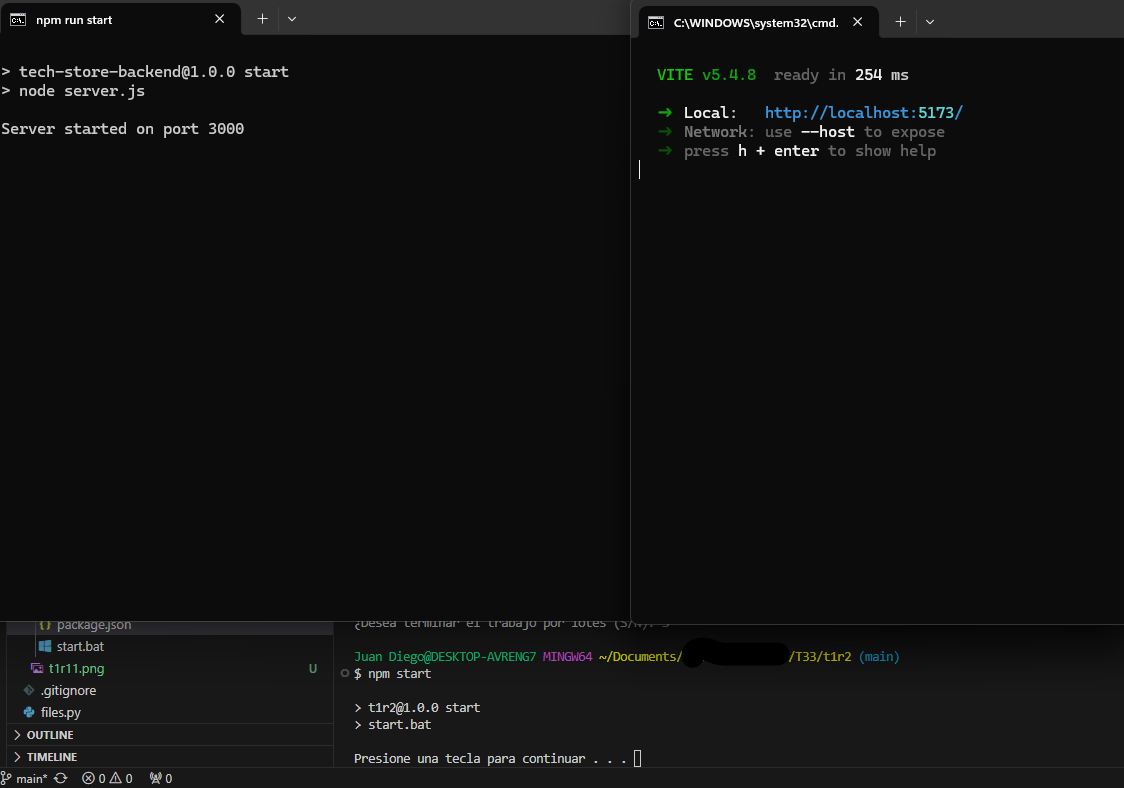 npm run start
> tech-store-backend@1.0.0 start
> node server.js
Server started on port 3000
C:\WINDOWS\system32\cmd.
VITE v5.4.8 ready in 254 ms
➜ Local: http://localhost:5173/
➜ Network: use --host to expose
➜ press h + enter to show help
{} package.json
start.bat
t1r11.png U
.gitignore
files.py
OUTLINE
TIMELINE
main* 0 0 0
¿Desea terminar el trabajo por lotes (S/N)?
Juan Diego@DESKTOP-AVRENG7 MINGW64 ~/Documents/ /T33/t1r2 (main)
$ npm start
> t1r2@1.0.0 start
> start.bat
Presione una tecla para continuar . . .